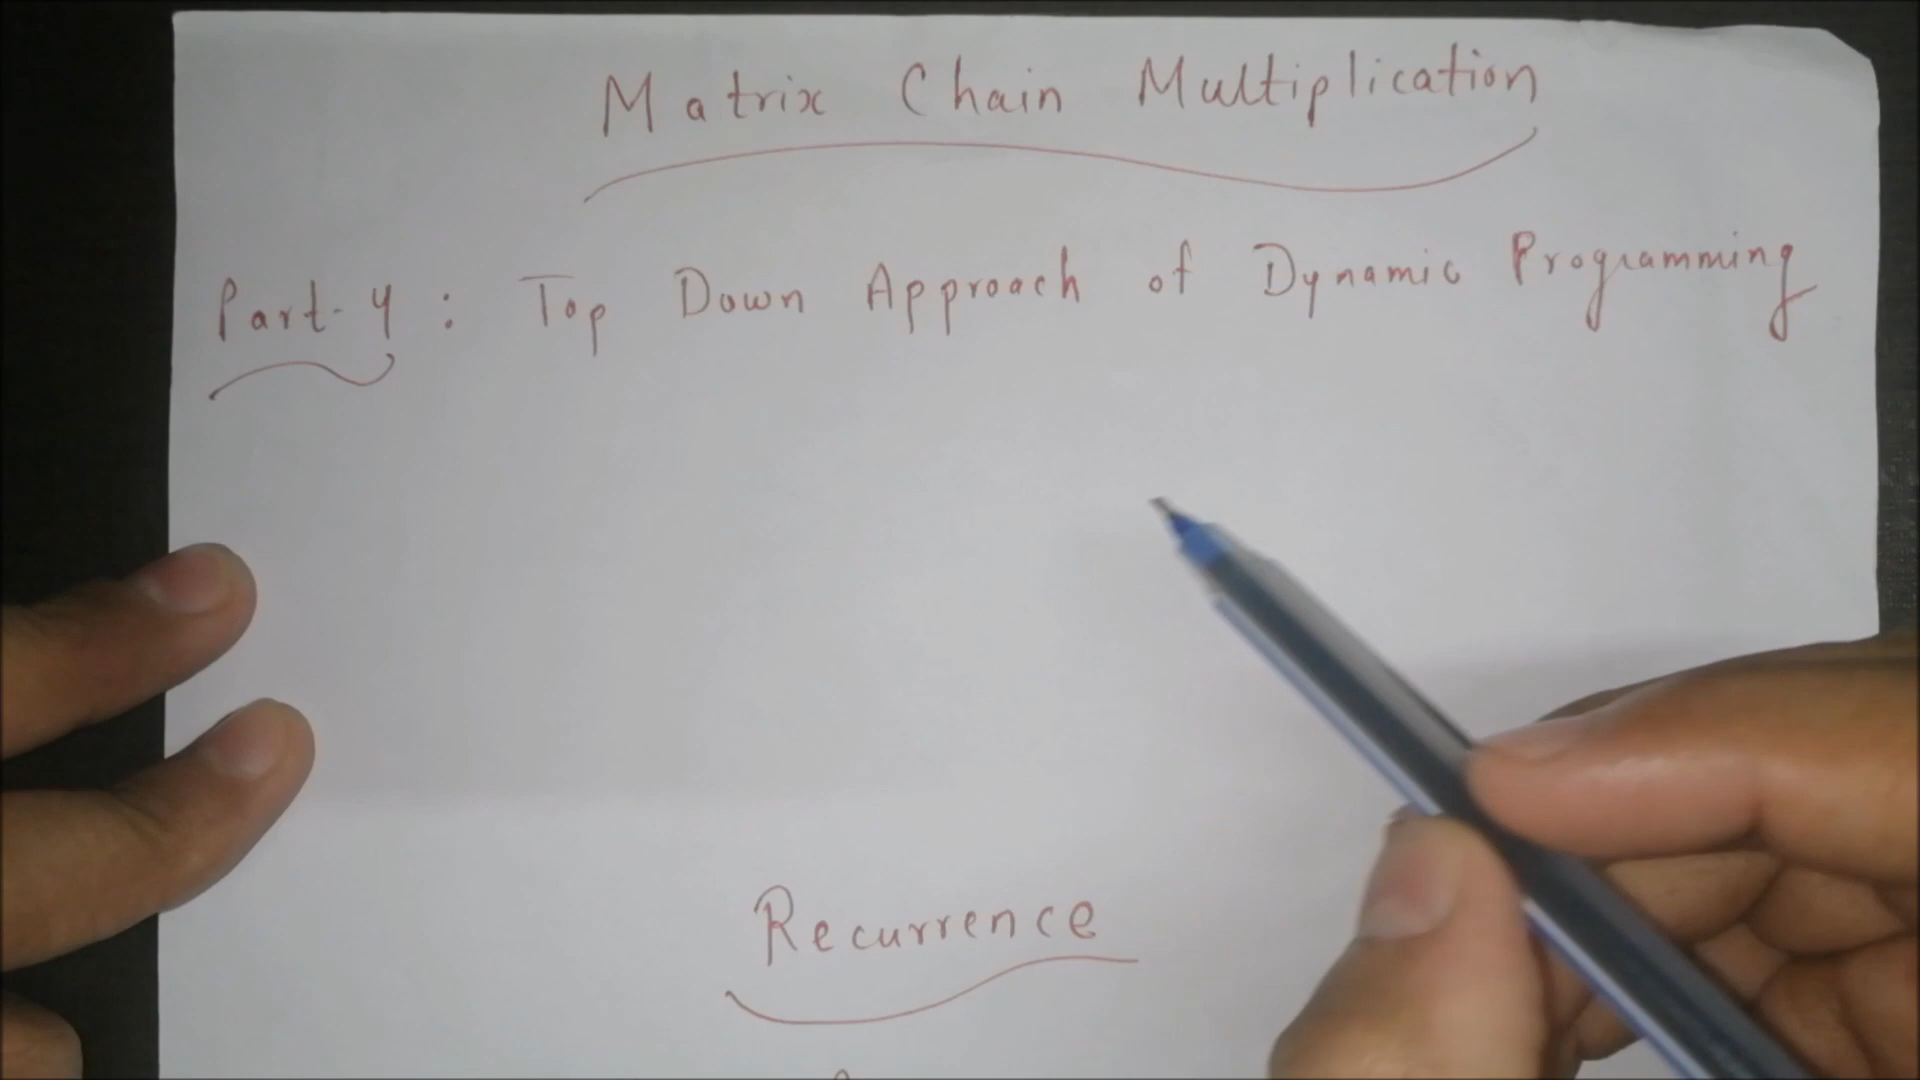 Matrix Chain Multiplication
Part-4 : Top Down Approach of Dynamic Programming
Recurrence